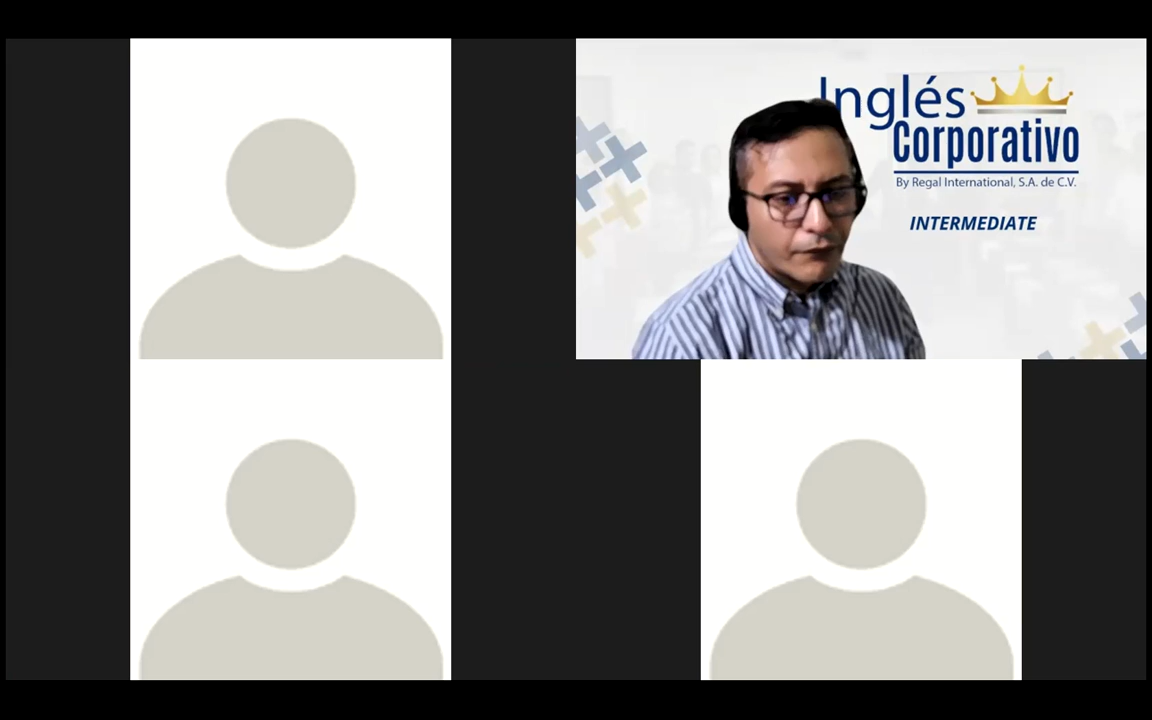 Inglés
Corporativo
By Regal International, S.A. de C.V.
INTERMEDIATE